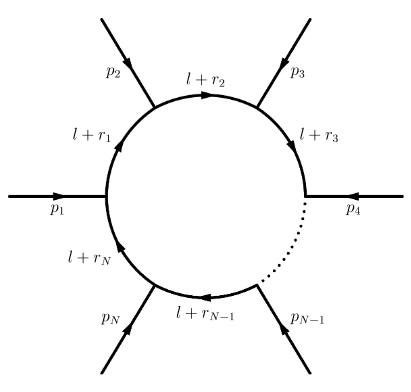 p_2
l + r_2
p_3
l + r_1
l + r_3
p_1
p_4
l + r_N
p_N
l + r_{N-1}
p_{N-1}